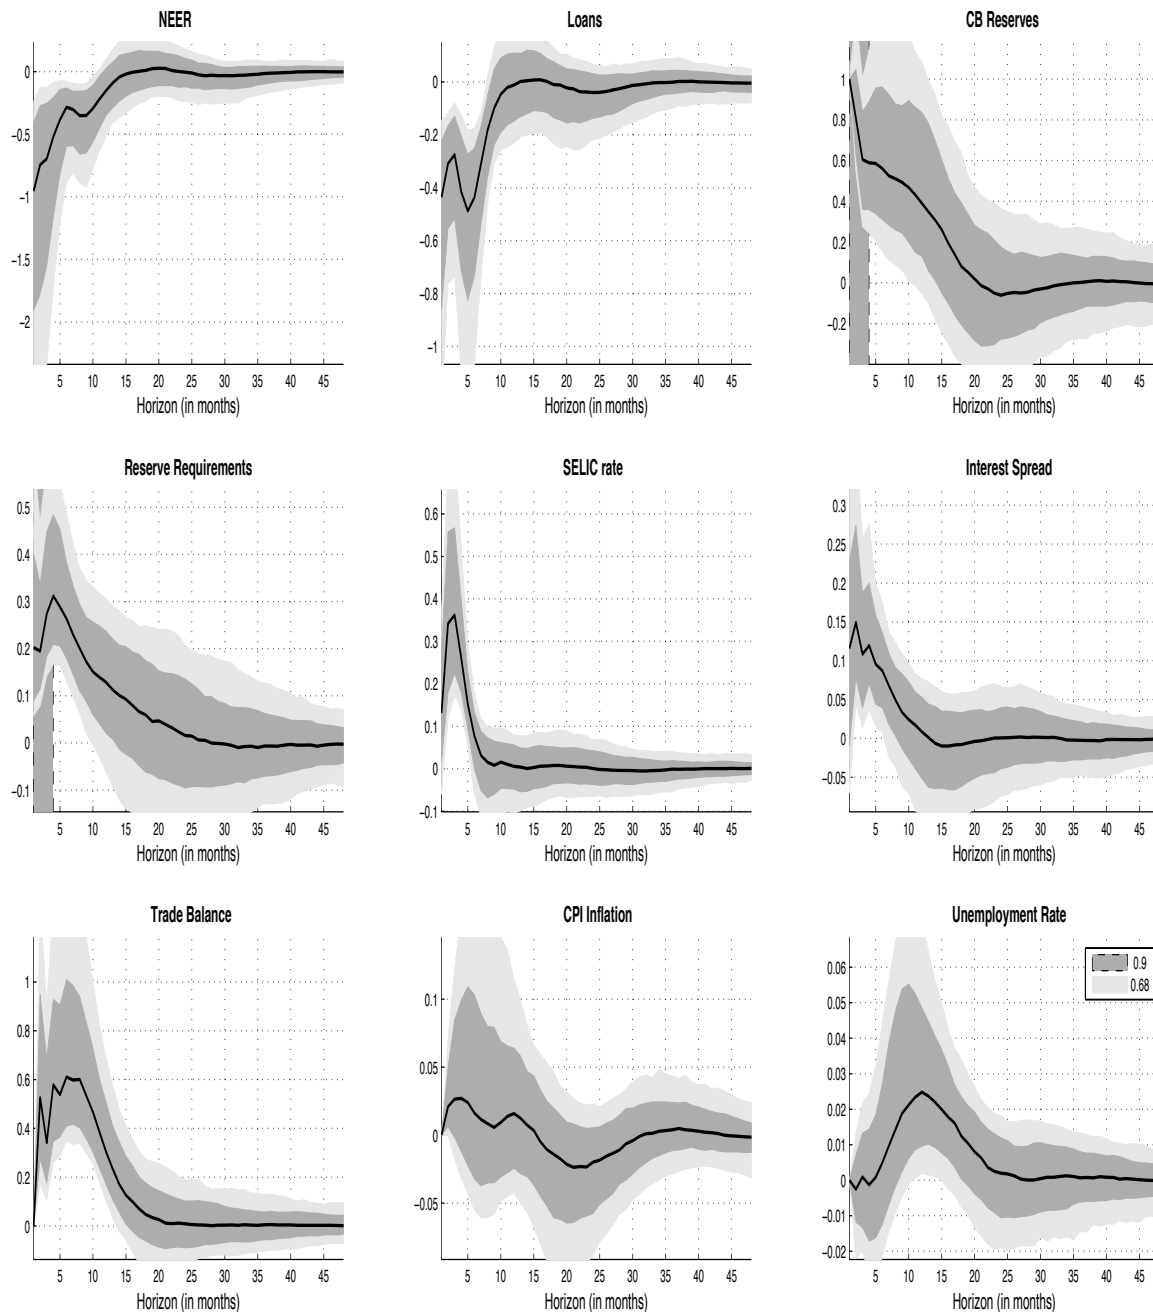 NEER
0
−0.5
−1
−1.5
−2
5 10 15 20 25 30 35 40 45
Horizon (in months)
Loans
0
−0.2
−0.4
−0.6
−0.8
−1
5 10 15 20 25 30 35 40 45
Horizon (in months)
CB Reserves
1
0.8
0.6
0.4
0.2
0
−0.2
5 10 15 20 25 30 35 40 45
Horizon (in months)
Reserve Requirements
0.5
0.4
0.3
0.2
0.1
0
−0.1
5 10 15 20 25 30 35 40 45
Horizon (in months)
SELIC rate
0.6
0.5
0.4
0.3
0.2
0.1
0
−0.1
5 10 15 20 25 30 35 40 45
Horizon (in months)
Interest Spread
0.3
0.25
0.2
0.15
0.1
0.05
0
−0.05
5 10 15 20 25 30 35 40 45
Horizon (in months)
Trade Balance
1
0.8
0.6
0.4
0.2
0
5 10 15 20 25 30 35 40 45
Horizon (in months)
CPI Inflation
0.1
0.05
0
−0.05
5 10 15 20 25 30 35 40 45
Horizon (in months)
Unemployment Rate
0.06
0.05
0.04
0.03
0.02
0.01
0
−0.01
−0.02
0.9
0.68
5 10 15 20 25 30 35 40 45
Horizon (in months)